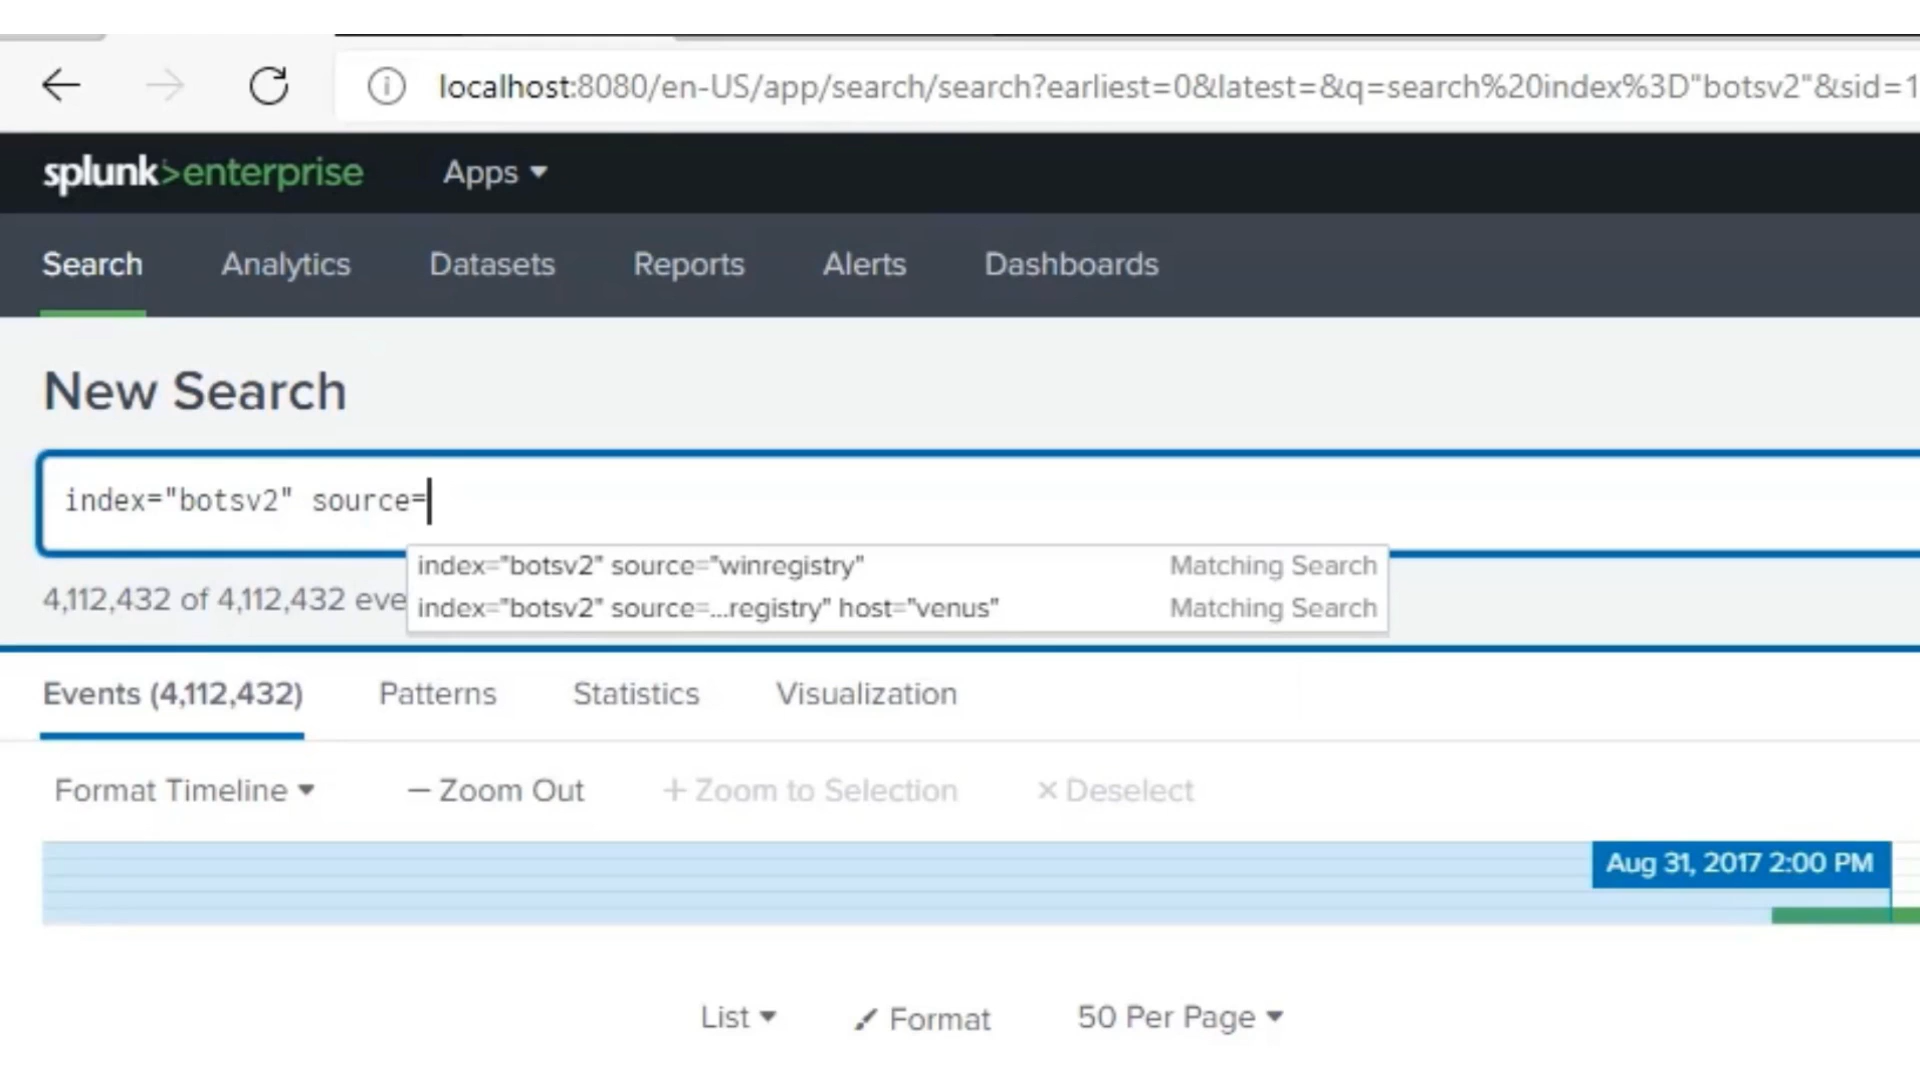 localhost:8080/en-US/app/search/search?earliest=0&latest=&q=search%20index%3D"botsv2"&sid=1
splunk>enterprise Apps
Search Analytics Datasets Reports Alerts Dashboards
New Search
index="botsv2" source=
index="botsv2" source="winregistry" Matching Search
4,112,432 of 4,112,432 eve
index="botsv2" source=...registry" host="venus" Matching Search
Events (4,112,432) Patterns Statistics Visualization
Format Timeline — Zoom Out + Zoom to Selection × Deselect
Aug 31, 2017 2:00 PM
List Format 50 Per Page